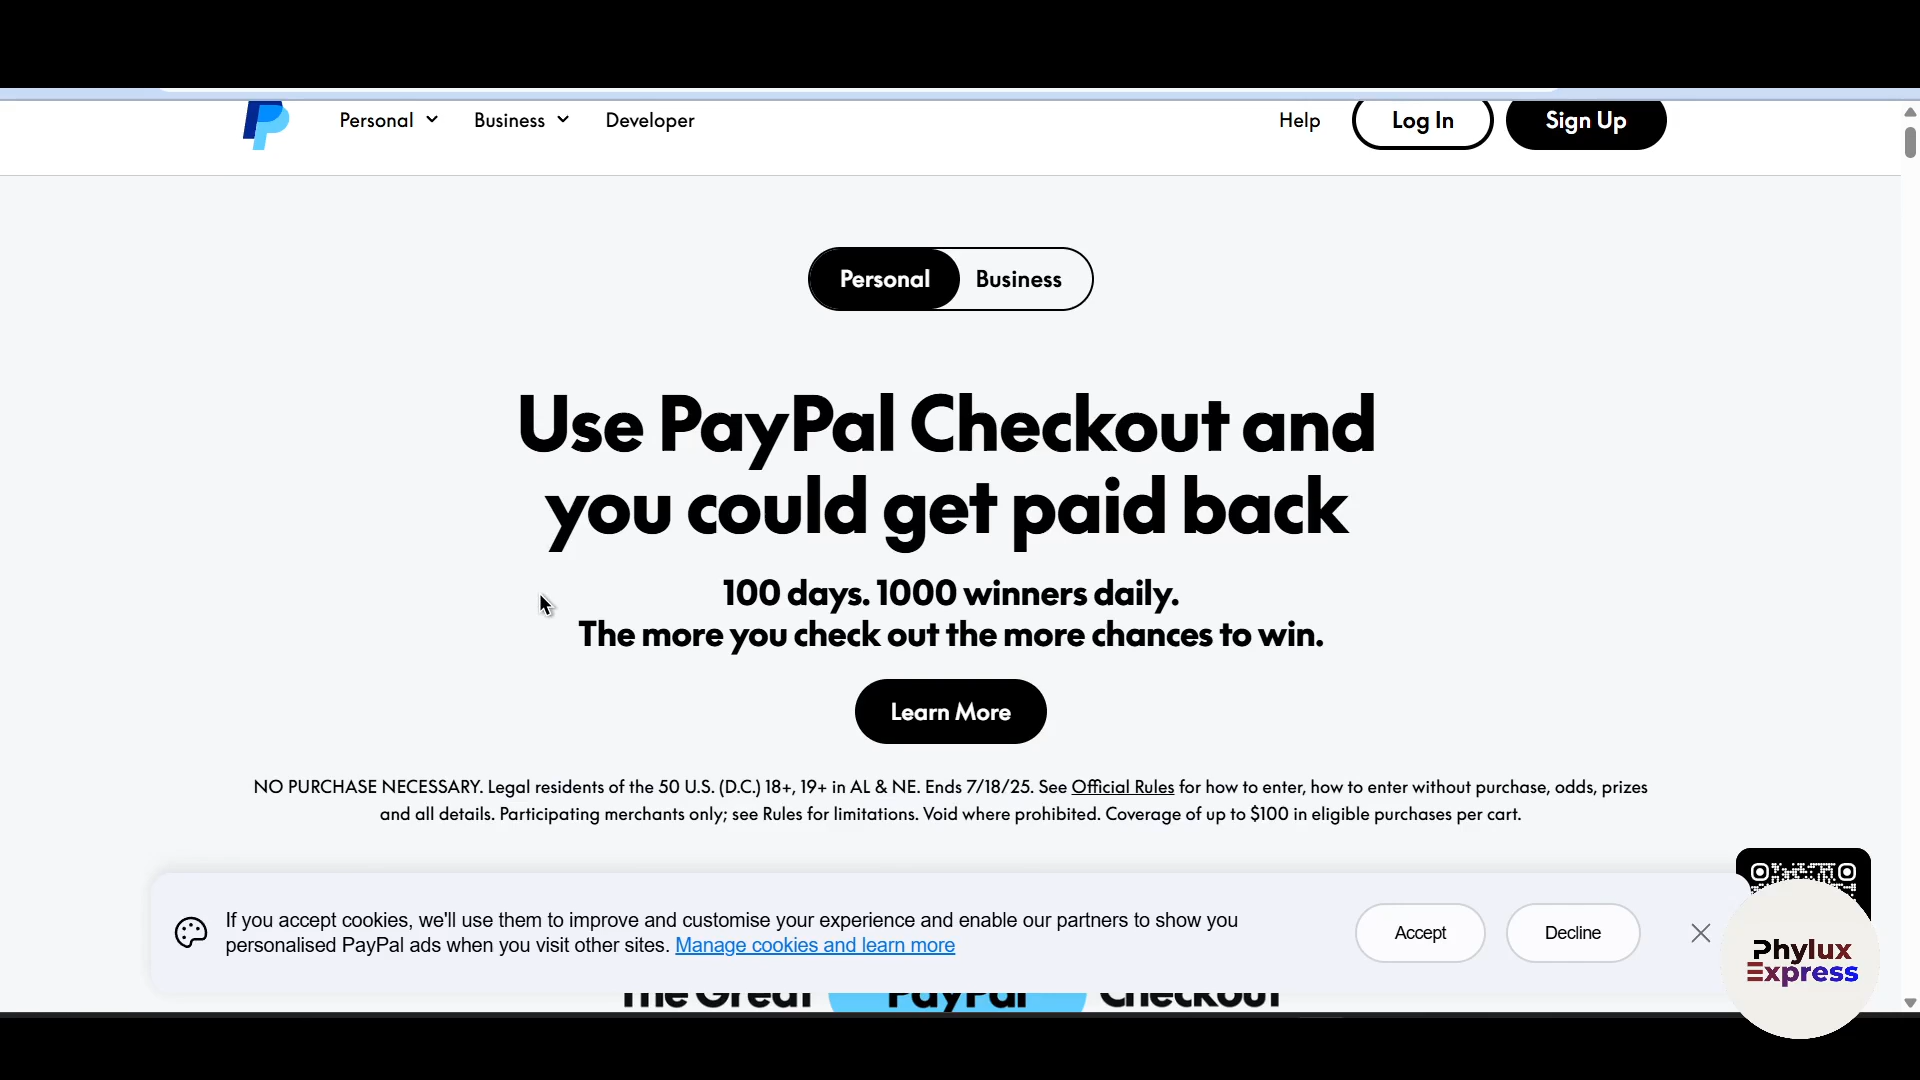 Personal Business Developer Help Log In Sign Up
Personal Business
Use PayPal Checkout and
you could get paid back
100 days. 1000 winners daily.
The more you check out the more chances to win.
Learn More
NO PURCHASE NECESSARY. Legal residents of the 50 U.S. (D.C.) 18+, 19+ in AL & NE. Ends 7/18/25. See Official Rules for how to enter, how to enter without purchase, odds, prizes
and all details. Participating merchants only; see Rules for limitations. Void where prohibited. Coverage of up to $100 in eligible purchases per cart.
If you accept cookies, we'll use them to improve and customise your experience and enable our partners to show you
personalised PayPal ads when you visit other sites. Manage cookies and learn more
Accept Decline
Phylux
Express
The Great PayPal Checkout